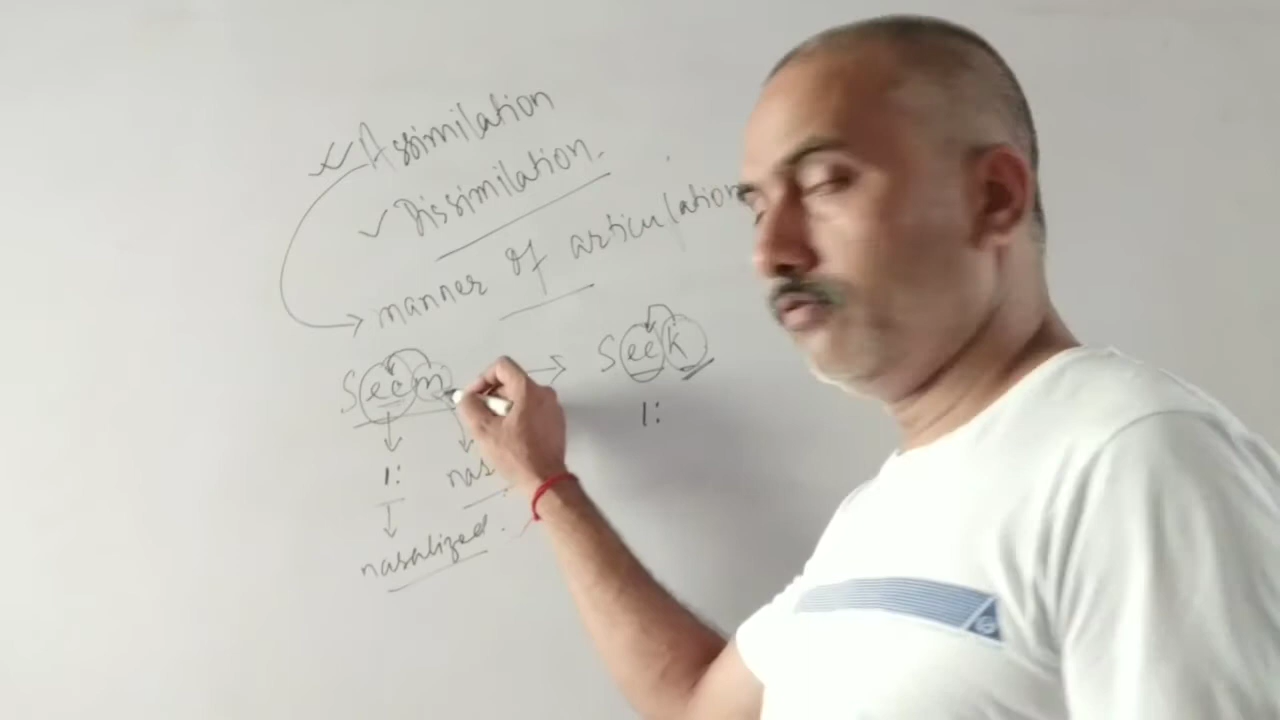 Assimilation
Dissimilation.
manner of articulation
Seem → Seek
I: nas I:
nasalized.